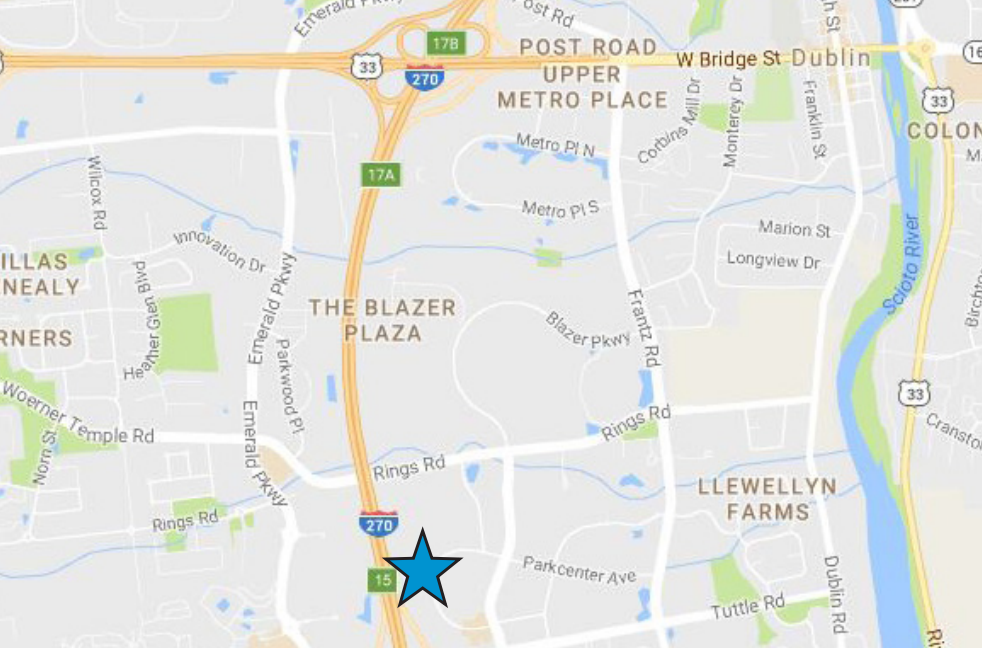 Emerald Pkwy
Post Rd
17B
33
270
POST ROAD
UPPER
METRO PLACE
W Bridge St
Dublin
16
33
COLON
Metro Pl N
Corbins Mill Dr
Monterey Dr
Franklin St
17A
Wilcox Rd
Metro Pl S
Innovation Dr
Marion St
Longview Dr
Scioto River
ILLAS
NEALY
RNERS
Heather Glen Blvd
Emerald Pkwy
THE BLAZER
PLAZA
Blazer Pkwy
Frantz Rd
Parkwood Pl
33
Woerner Temple Rd
Norn St
Emerald Pkwy
Rings Rd
Rings Rd
LLEWELLYN
FARMS
Rings Rd
270
15
Parkcenter Ave
Tuttle Rd
Dublin Rd